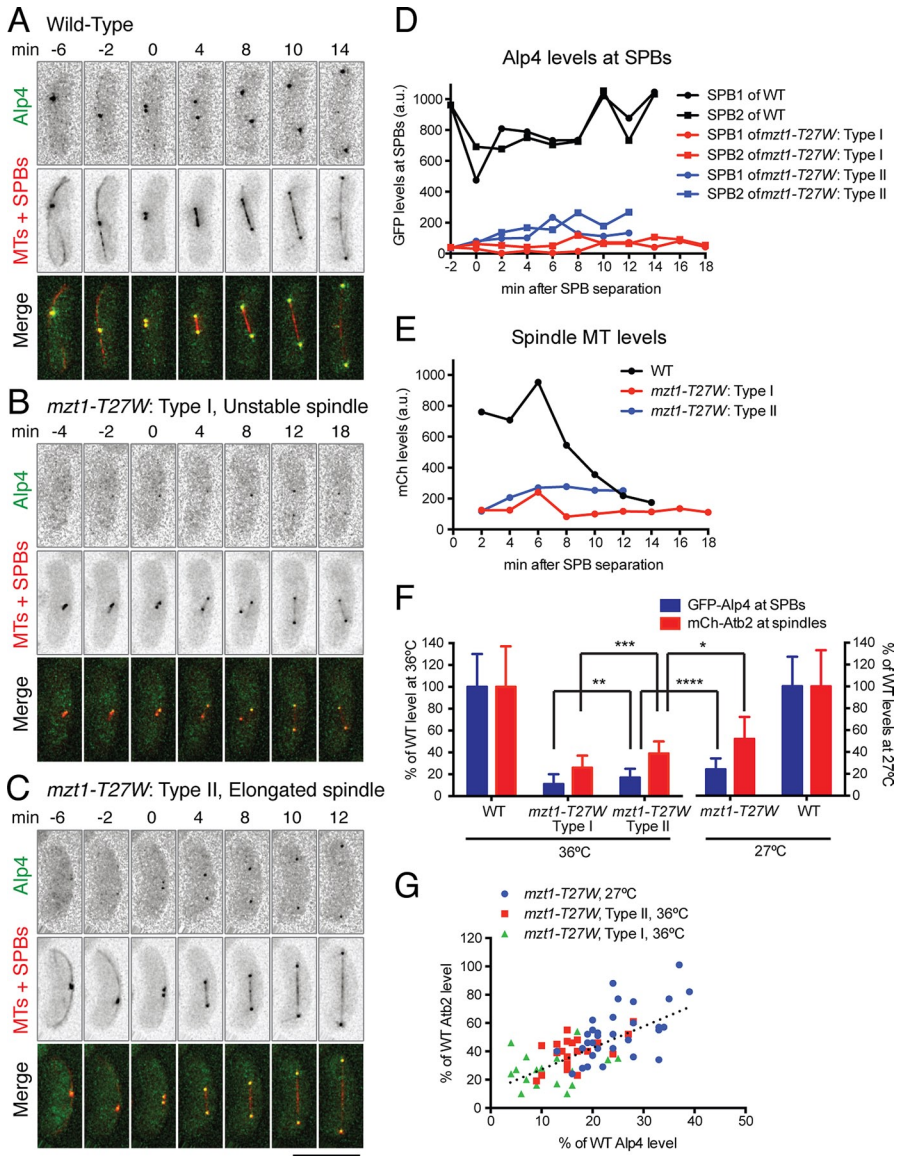 A Wild-Type
min -6 -2 0 4 8 10 14
Alp4
MTs + SPBs
Merge
B mzt1-T27W: Type I, Unstable spindle
min -4 -2 0 4 8 12 18
Alp4
MTs + SPBs
Merge
C mzt1-T27W: Type II, Elongated spindle
min -6 -2 0 4 8 10 12
Alp4
MTs + SPBs
Merge
D
Alp4 levels at SPBs
GFP levels at SPBs (a.u.)
1000
800
600
400
200
0
-2 0 2 4 6 8 10 12 14 16 18
min after SPB separation
SPB1 of WT
SPB2 of WT
SPB1 of mzt1-T27W: Type I
SPB2 of mzt1-T27W: Type I
SPB1 of mzt1-T27W: Type II
SPB2 of mzt1-T27W: Type II
E
Spindle MT levels
mCh levels (a.u.)
1000
800
600
400
200
0
0 2 4 6 8 10 12 14 16 18
min after SPB separation
WT
mzt1-T27W: Type I
mzt1-T27W: Type II
F
GFP-Alp4 at SPBs
mCh-Atb2 at spindles
% of WT level at 36ºC
140
120
100
80
60
40
20
0
*** *
** ****
140
120
100
80
60
40
20
0
% of WT levels at 27ºC
WT mzt1-T27W mzt1-T27W mzt1-T27W WT
Type I Type II
36ºC 27ºC
G
mzt1-T27W, 27ºC
mzt1-T27W, Type II, 36ºC
mzt1-T27W, Type I, 36ºC
% of WT Atb2 level
120
100
80
60
40
20
0
0 10 20 30 40 50
% of WT Alp4 level